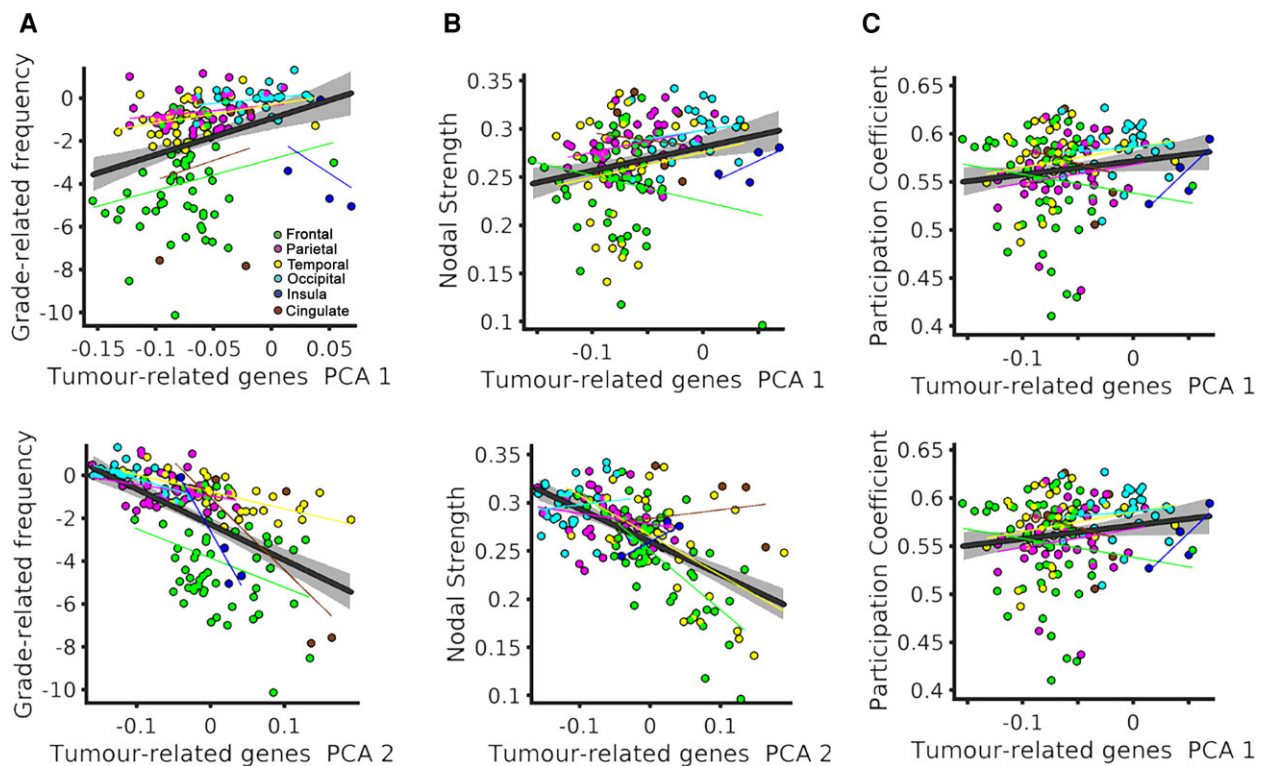 A
B
C
Grade-related frequency
0
-2
-4
-6
-8
-10
Frontal
Parietal
Temporal
Occipital
Insula
Cingulate
-0.15
-0.1
-0.05
0
0.05
Tumour-related genes PCA 1
Nodal Strength
0.35
0.3
0.25
0.2
0.15
0.1
-0.1
0
Tumour-related genes PCA 1
Participation Coefficient
0.65
0.6
0.55
0.5
0.45
0.4
-0.1
0
Tumour-related genes PCA 1
Grade-related frequency
0
-2
-4
-6
-8
-10
-0.1
0
0.1
Tumour-related genes PCA 2
Nodal Strength
0.35
0.3
0.25
0.2
0.15
0.1
-0.1
0
0.1
Tumour-related genes PCA 2
Participation Coefficient
0.65
0.6
0.55
0.5
0.45
0.4
-0.1
0
Tumour-related genes PCA 1